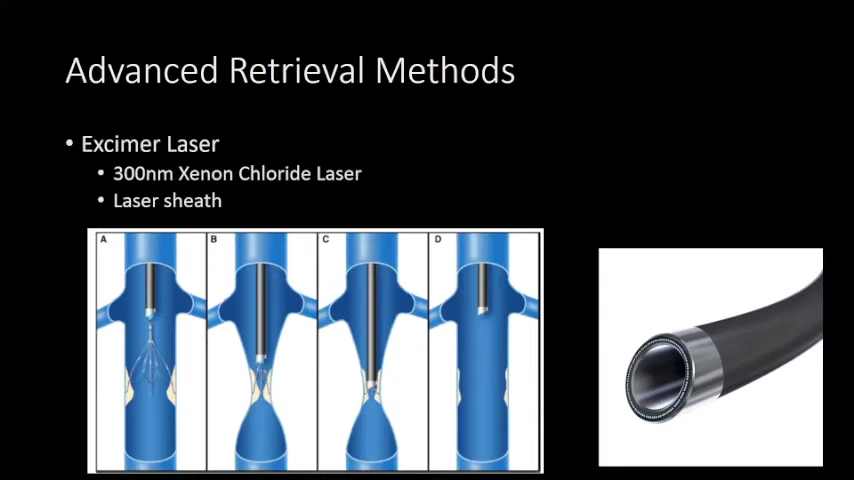 Advanced Retrieval Methods
• Excimer Laser
• 300nm Xenon Chloride Laser
• Laser sheath
A B C D